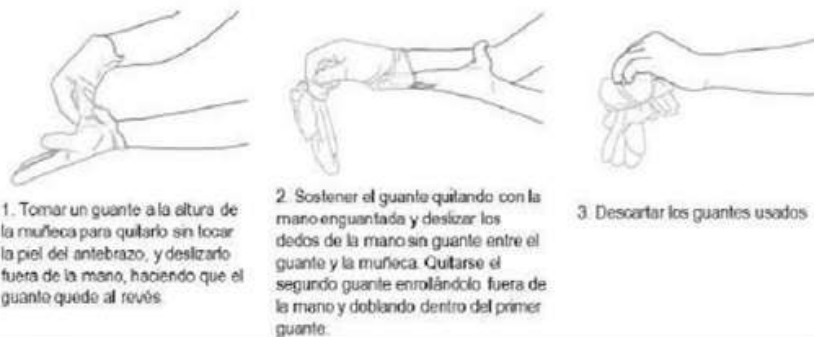 1. Tomar un guante a la altura de
la muñeca para quitarlo sin tocar
la piel del antebrazo, y deslizarlo
fuera de la mano, haciendo que el
guante quede al revés
2. Sostener el guante quitando con la
mano enguantada y deslizar los
dedos de la mano sin guante entre el
guante y la muñeca. Quitarse el
segundo guante enrollándolo fuera de
la mano y doblando dentro del primer
guante.
3. Descartar los guantes usados